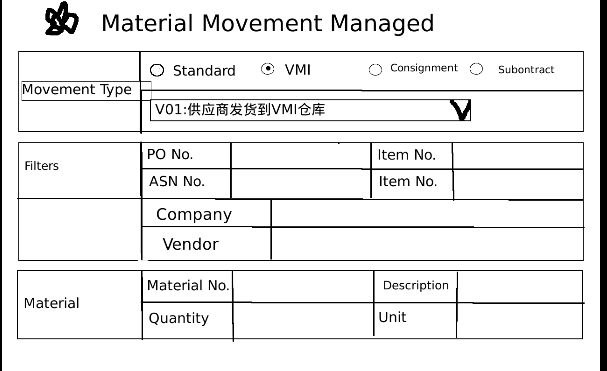 Material Movement Managed
Standard VMI Consignment Subcontract
Movement Type
V01:供应商发货到VMI仓库
Filters
PO No. Item No.
ASN No. Item No.
Company
Vendor
Material
Material No. Description
Quantity Unit